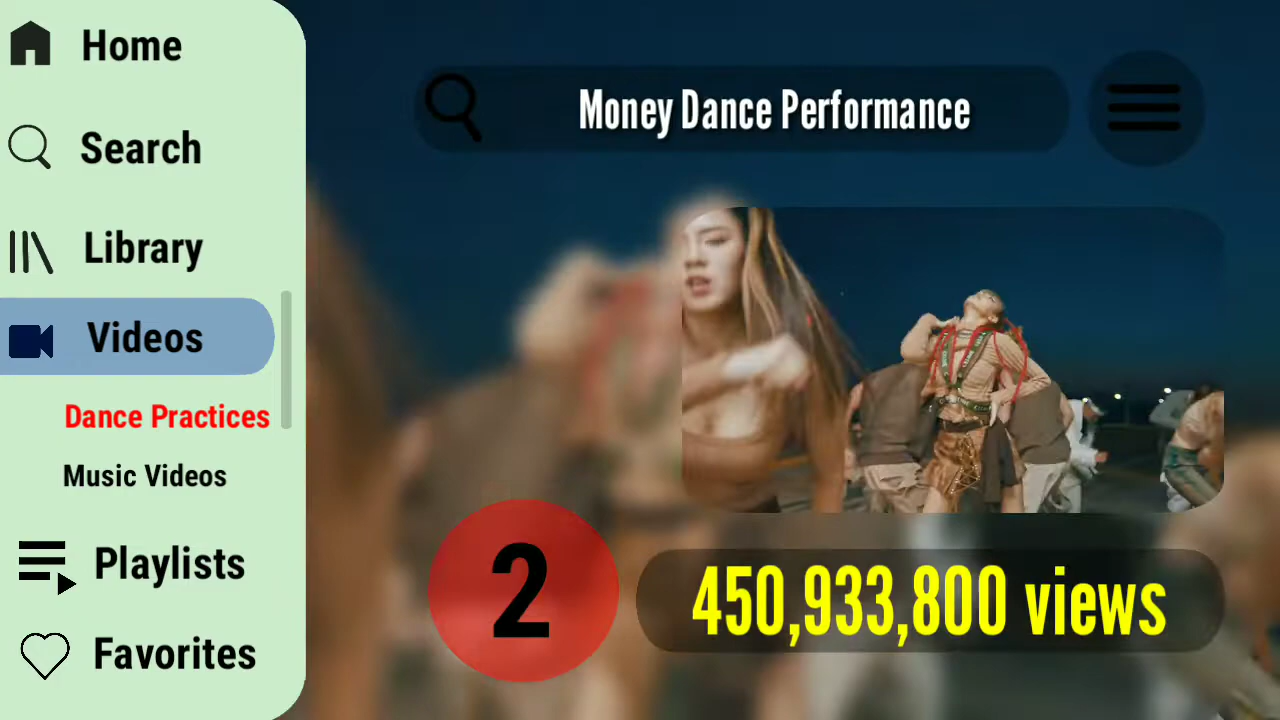 Home
Search
Library
Videos
Dance Practices
Music Videos
Playlists
Favorites
Money Dance Performance
2
450,933,800 views